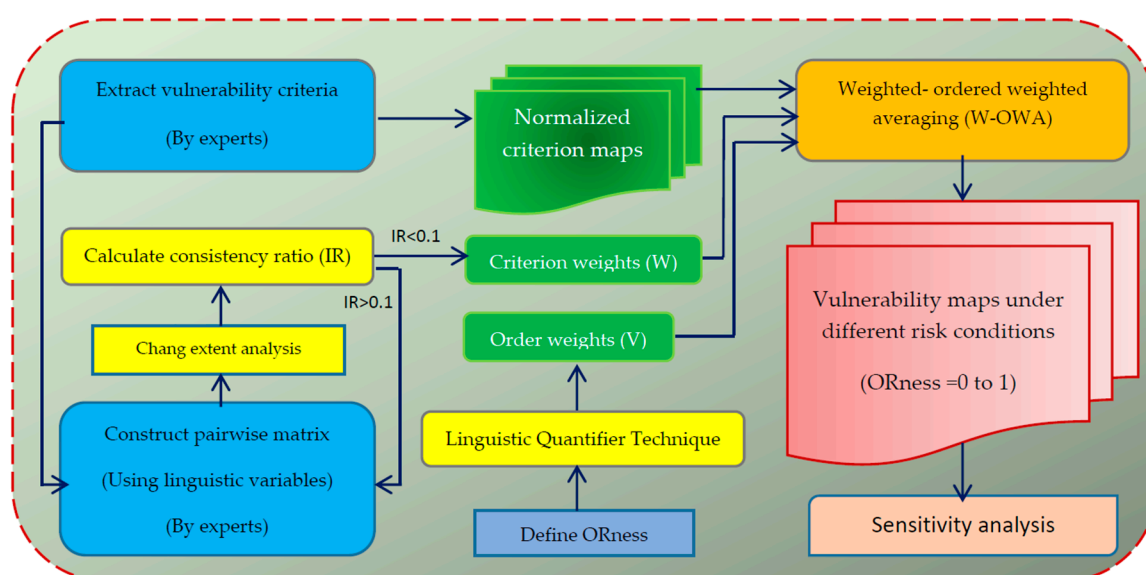 Extract vulnerability criteria
(By experts)
Normalized
criterion maps
Weighted- ordered weighted
averaging (W-OWA)
Calculate consistency ratio (IR)
IR<0.1
IR>0.1
Criterion weights (W)
Order weights (V)
Vulnerability maps under
different risk conditions
(ORness =0 to 1)
Chang extent analysis
Construct pairwise matrix
(Using linguistic variables)
(By experts)
Linguistic Quantifier Technique
Define ORness
Sensitivity analysis